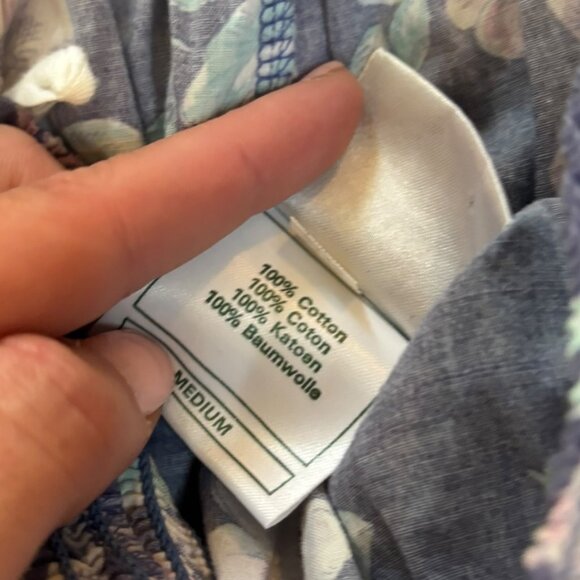 100% Cotton
100% Coton
100% Katoen
100% Baumwolle
MEDIUM